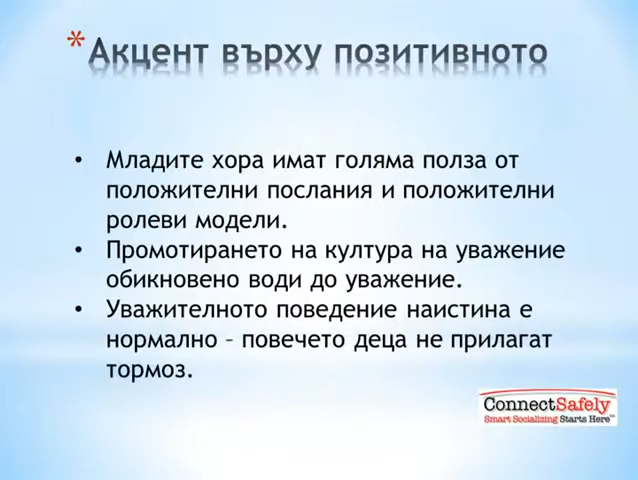 * Акцент върху позитивното
• Младите хора имат голяма полза от
положителни послания и положителни
ролеви модели.
• Промотирането на култура на уважение
обикновено води до уважение.
• Уважителното поведение наистина е
нормално – повечето деца не прилагат
тормоз.
ConnectSafely
Smart Socializing Starts Here™